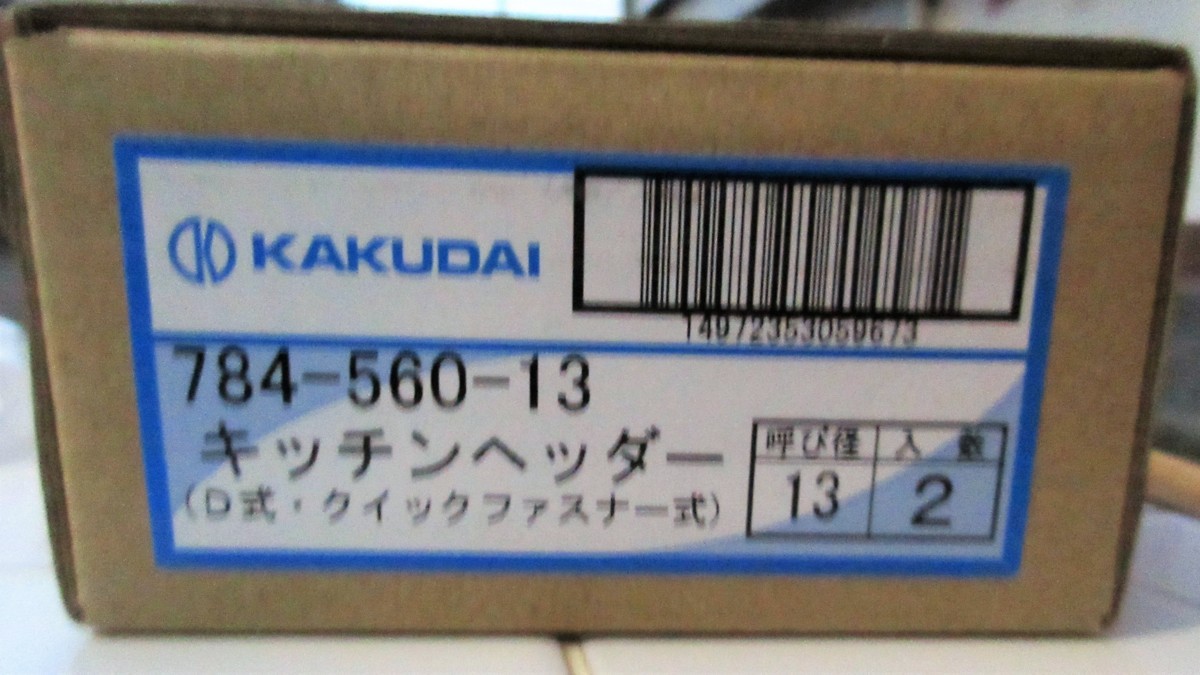 KAKUDAI
14972353059673
784-560-13
キッチンヘッダー
(D式・クイックファスナー式)
呼び径 入数
13 2